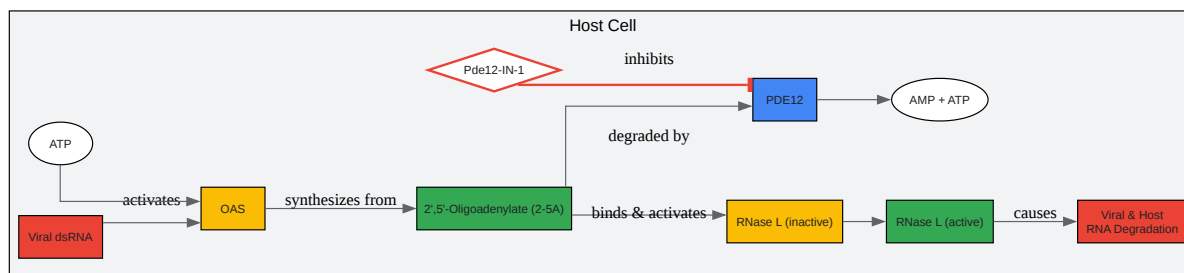 Host Cell
Pde12-IN-1
inhibits
PDE12
AMP + ATP
degraded by
ATP
activates
OAS
synthesizes from
2',5'-Oligoadenylate (2-5A)
binds & activates
RNase L (inactive)
RNase L (active)
causes
Viral & Host
RNA Degradation
Viral dsRNA